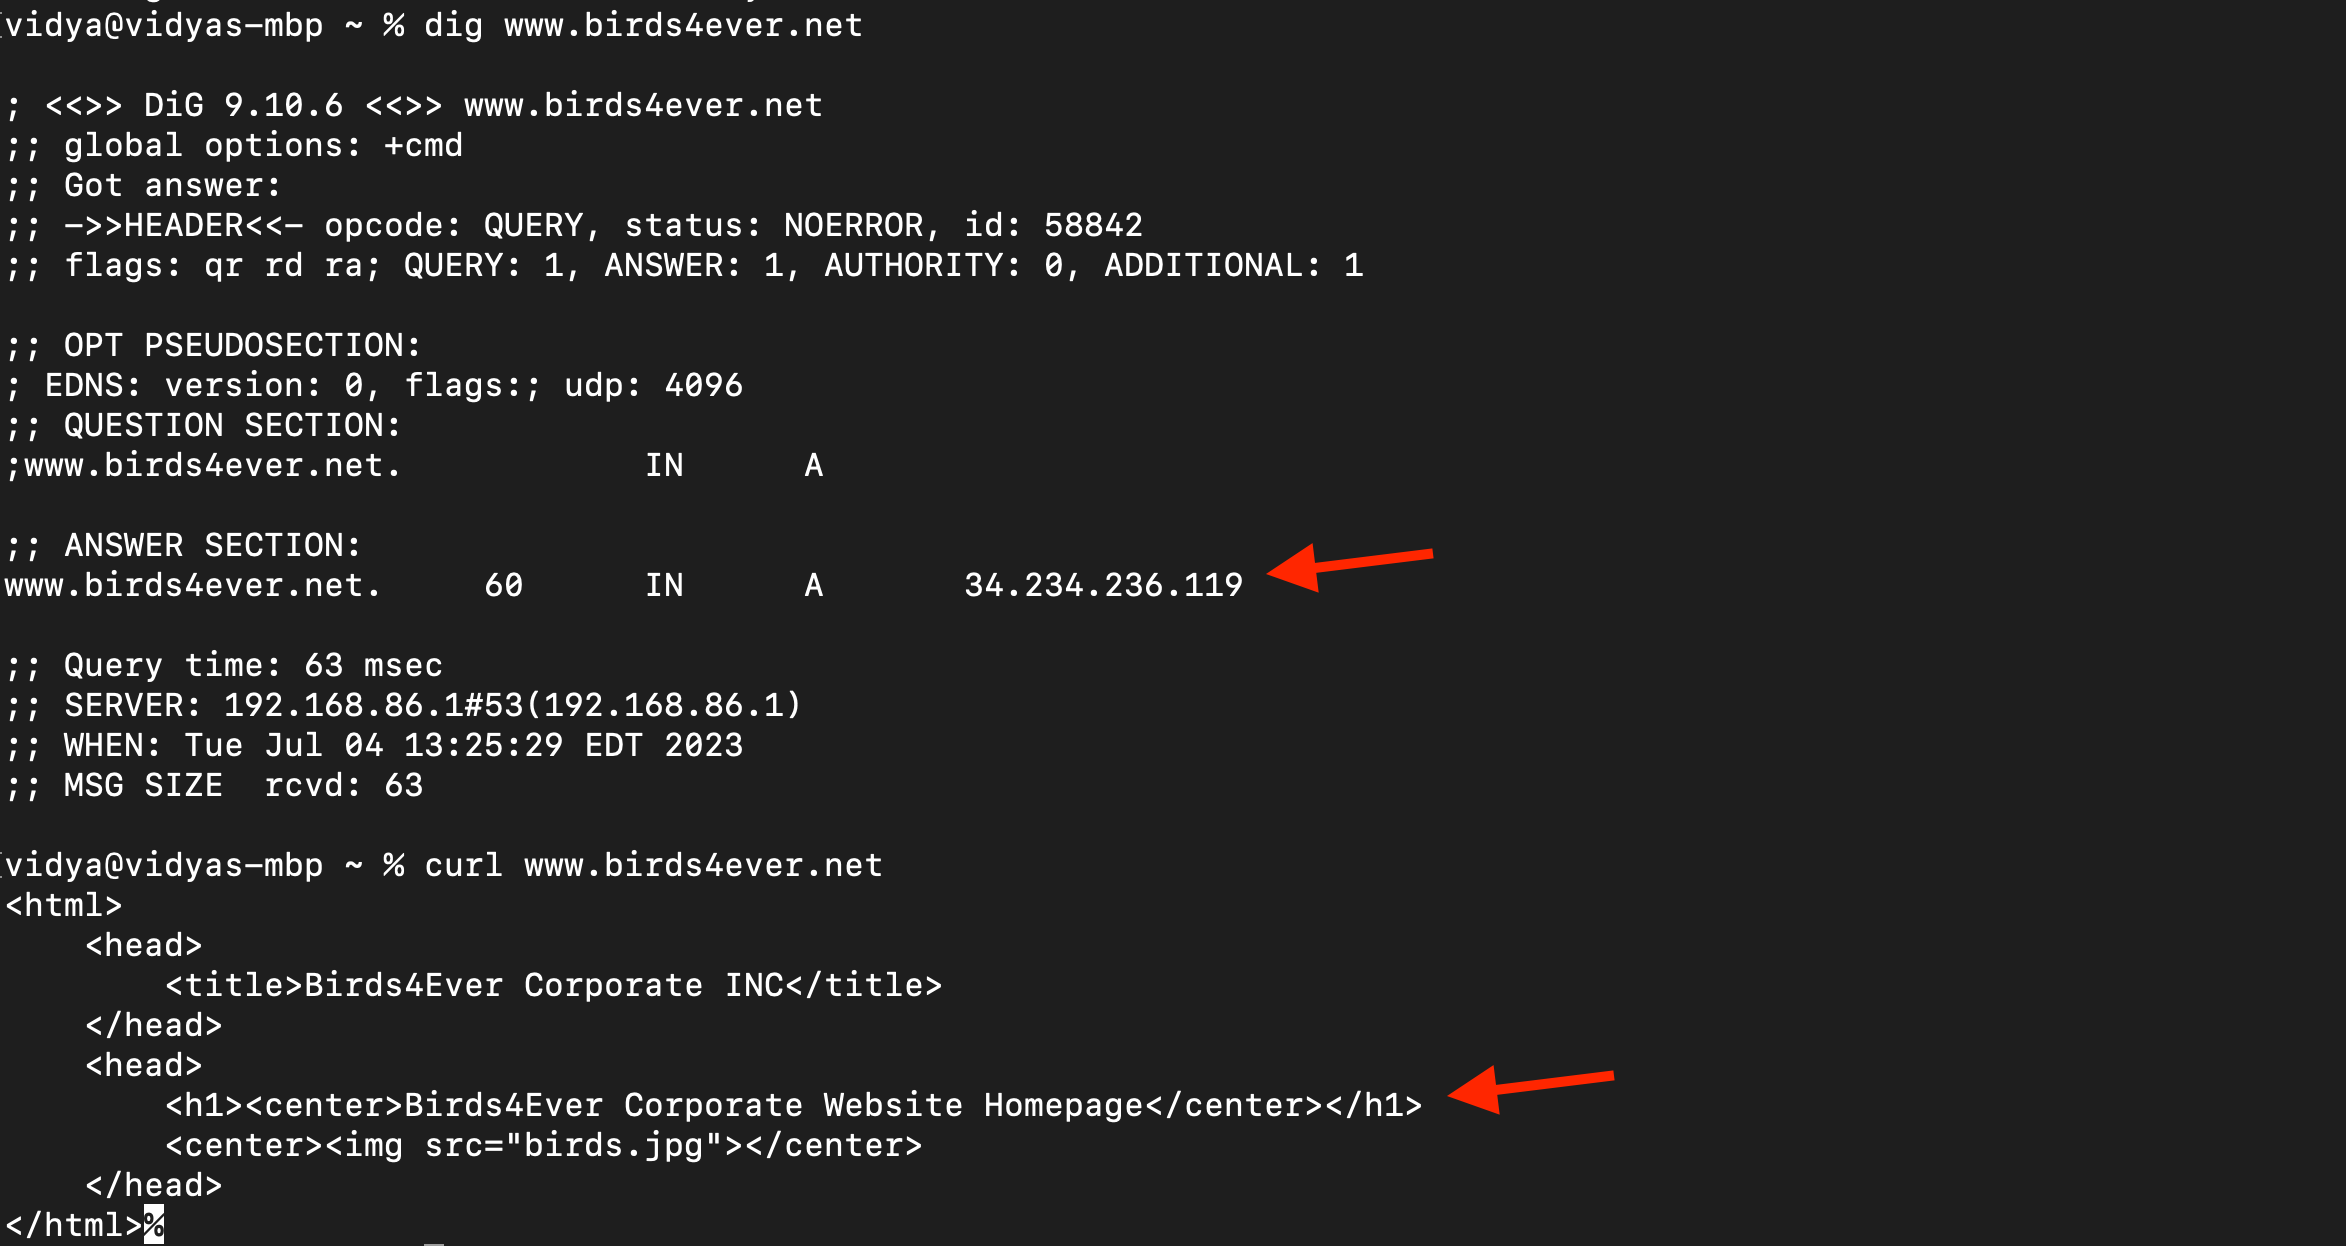 vidya@vidyas-mbp ~ % dig www.birds4ever.net
; <<>> DiG 9.10.6 <<>> www.birds4ever.net
;; global options: +cmd
;; Got answer:
;; ->>HEADER<<- opcode: QUERY, status: NOERROR, id: 58842
;; flags: qr rd ra; QUERY: 1, ANSWER: 1, AUTHORITY: 0, ADDITIONAL: 1
;; OPT PSEUDOSECTION:
; EDNS: version: 0, flags:; udp: 4096
;; QUESTION SECTION:
;www.birds4ever.net. IN A
;; ANSWER SECTION:
www.birds4ever.net. 60 IN A 34.234.236.119
;; Query time: 63 msec
;; SERVER: 192.168.86.1#53(192.168.86.1)
;; WHEN: Tue Jul 04 13:25:29 EDT 2023
;; MSG SIZE  rcvd: 63
vidya@vidyas-mbp ~ % curl www.birds4ever.net
<html>
    <head>
        <title>Birds4Ever Corporate INC</title>
    </head>
    <head>
        <h1><center>Birds4Ever Corporate Website Homepage</center></h1>
        <center><img src="birds.jpg"></center>
    </head>
</html>%